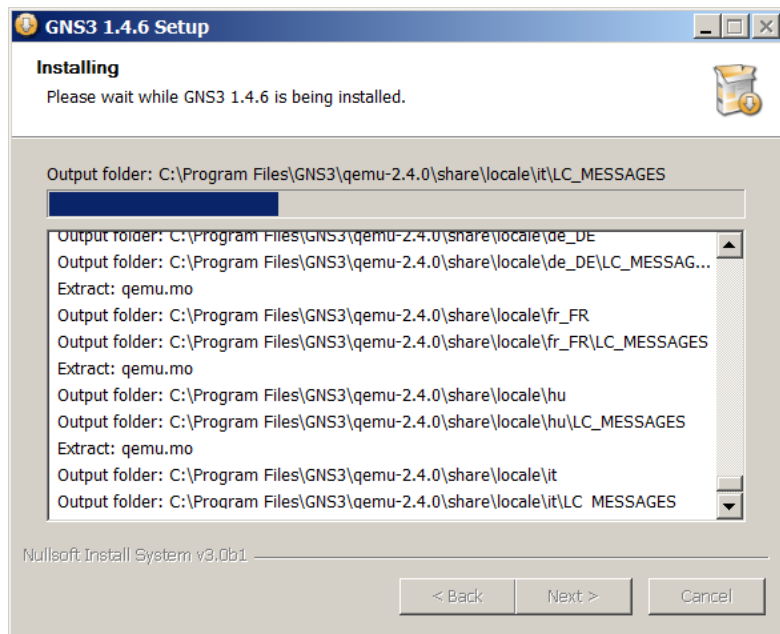 GNS3 1.4.6 Setup
Installing
Please wait while GNS3 1.4.6 is being installed.
Output folder: C:\Program Files\GNS3\qemu-2.4.0\share\locale\it\LC_MESSAGES
Output folder: C:\Program Files\GNS3\qemu-2.4.0\share\locale\de_DE
Output folder: C:\Program Files\GNS3\qemu-2.4.0\share\locale\de_DE\LC_MESSAG...
Extract: qemu.mo
Output folder: C:\Program Files\GNS3\qemu-2.4.0\share\locale\fr_FR
Output folder: C:\Program Files\GNS3\qemu-2.4.0\share\locale\fr_FR\LC_MESSAGES
Extract: qemu.mo
Output folder: C:\Program Files\GNS3\qemu-2.4.0\share\locale\hu
Output folder: C:\Program Files\GNS3\qemu-2.4.0\share\locale\hu\LC_MESSAGES
Extract: qemu.mo
Output folder: C:\Program Files\GNS3\qemu-2.4.0\share\locale\it
Output folder: C:\Program Files\GNS3\qemu-2.4.0\share\locale\it\LC_MESSAGES
Nullsoft Install System v3.0b1
< Back Next > Cancel